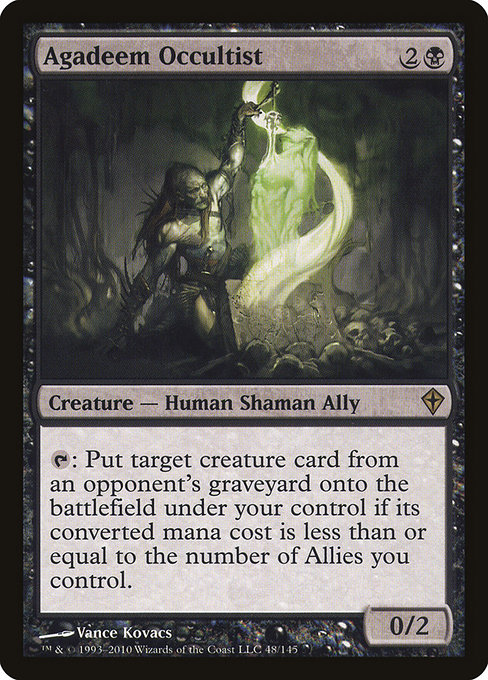 Agadeem Occultist 2
Creature — Human Shaman Ally
: Put target creature card from
an opponent's graveyard onto the
battlefield under your control if its
converted mana cost is less than or
equal to the number of Allies you
control.
Vance Kovacs
0/2
™ & © 1993–2010 Wizards of the Coast LLC 48/145